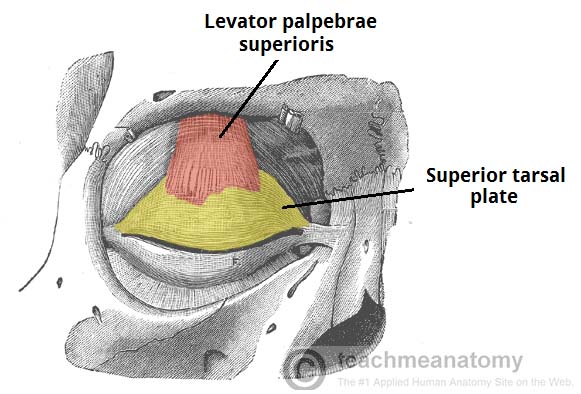 Levator palpebrae
superioris
Superior tarsal
plate
F.
© teachmeanatomy
The #1 Applied Human Anatomy Site on the Web.